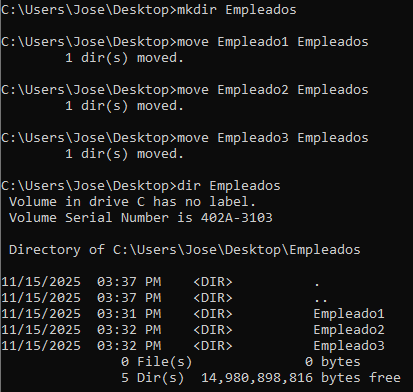 C:\Users\Jose\Desktop>mkdir Empleados
C:\Users\Jose\Desktop>move Empleado1 Empleados
        1 dir(s) moved.
C:\Users\Jose\Desktop>move Empleado2 Empleados
        1 dir(s) moved.
C:\Users\Jose\Desktop>move Empleado3 Empleados
        1 dir(s) moved.
C:\Users\Jose\Desktop>dir Empleados
 Volume in drive C has no label.
 Volume Serial Number is 402A-3103
 Directory of C:\Users\Jose\Desktop\Empleados
11/15/2025  03:37 PM    <DIR>          .
11/15/2025  03:37 PM    <DIR>          ..
11/15/2025  03:31 PM    <DIR>          Empleado1
11/15/2025  03:32 PM    <DIR>          Empleado2
11/15/2025  03:32 PM    <DIR>          Empleado3
               0 File(s)              0 bytes
               5 Dir(s)  14,980,898,816 bytes free